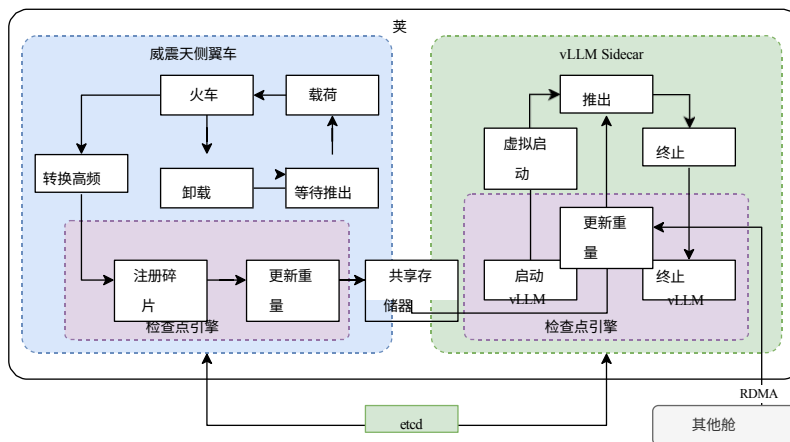 荚
威震天侧翼车
vLLM Sidecar
火车
载荷
推出
转换高频
卸载
等待推出
虚拟启
动
终止
注册碎
片
更新重
量
共享存
储器
更新重
量
启动
vLLM
终止
vLLM
检查点引擎
检查点引擎
RDMA
etcd
其他舱